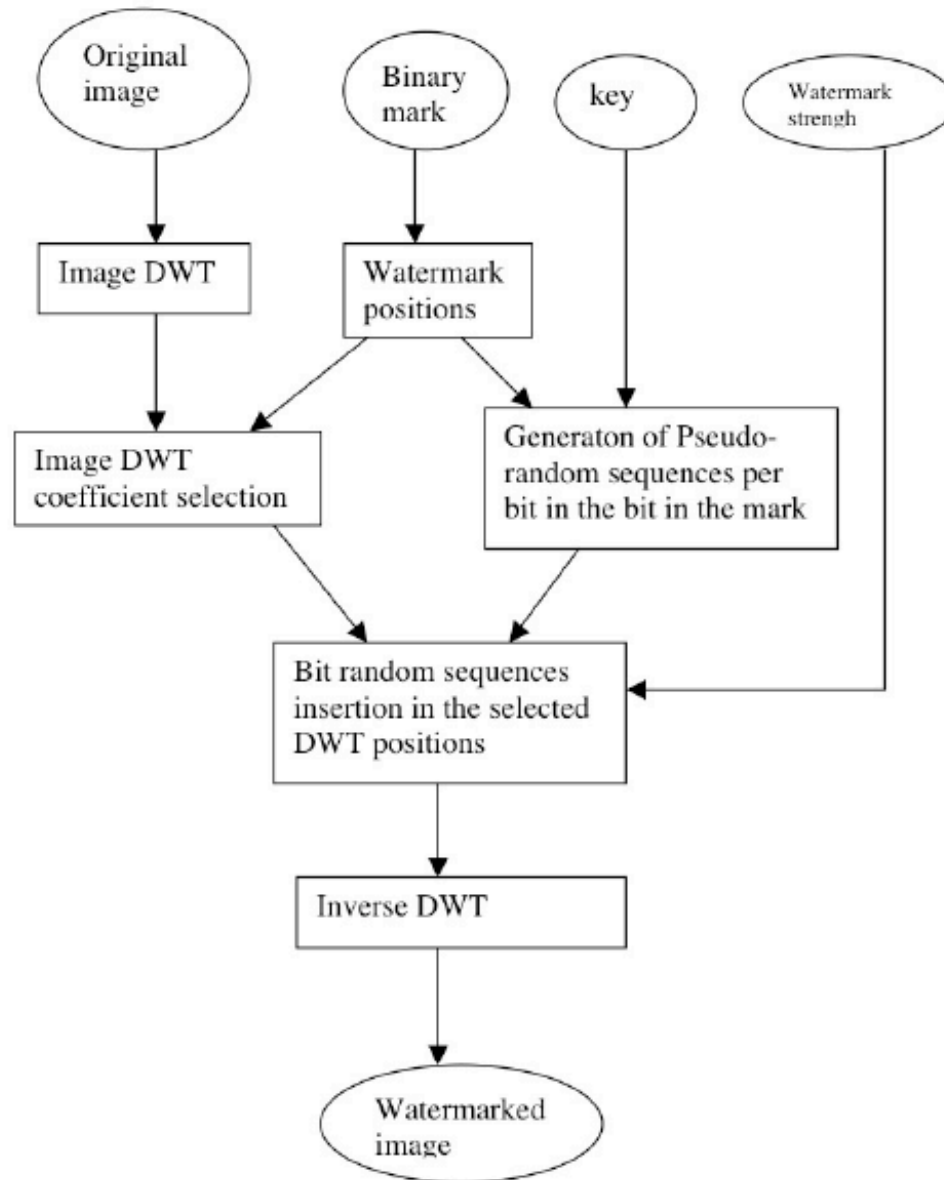 Original
image
Binary
mark
key
Watermark
strengh
Image DWT
Watermark
positions
Image DWT
coefficient selection
Generaton of Pseudo-
random sequences per
bit in the bit in the mark
Bit random sequences
insertion in the selected
DWT positions
Inverse DWT
Watermarked
image